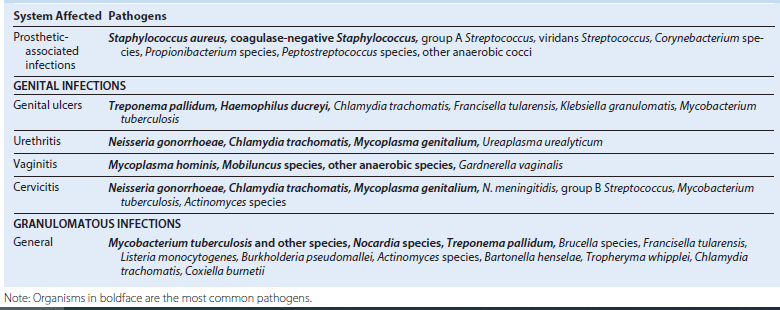 System Affected Pathogens
Prosthetic- Staphylococcus aureus, coagulase-negative Staphylococcus, group A Streptococcus, viridans Streptococcus, Corynebacterium spe-
associated cies, Propionibacterium species, Peptostreptococcus species, other anaerobic cocci
infections
GENITAL INFECTIONS
Genital ulcers Treponema pallidum, Haemophilus ducreyi, Chlamydia trachomatis, Francisella tularensis, Klebsiella granulomatis, Mycobacterium
tuberculosis
Urethritis Neisseria gonorrhoeae, Chlamydia trachomatis, Mycoplasma genitalium, Ureaplasma urealyticum
Vaginitis Mycoplasma hominis, Mobiluncus species, other anaerobic species, Gardnerella vaginalis
Cervicitis Neisseria gonorrhoeae, Chlamydia trachomatis, Mycoplasma genitalium, N. meningitidis, group B Streptococcus, Mycobacterium
tuberculosis, Actinomyces species
GRANULOMATOUS INFECTIONS
General Mycobacterium tuberculosis and other species, Nocardia species, Treponema pallidum, Brucella species, Francisella tularensis,
Listeria monocytogenes, Burkholderia pseudomallei, Actinomyces species, Bartonella henselae, Tropheryma whipplei, Chlamydia
trachomatis, Coxiella burnetii
Note: Organisms in boldface are the most common pathogens.